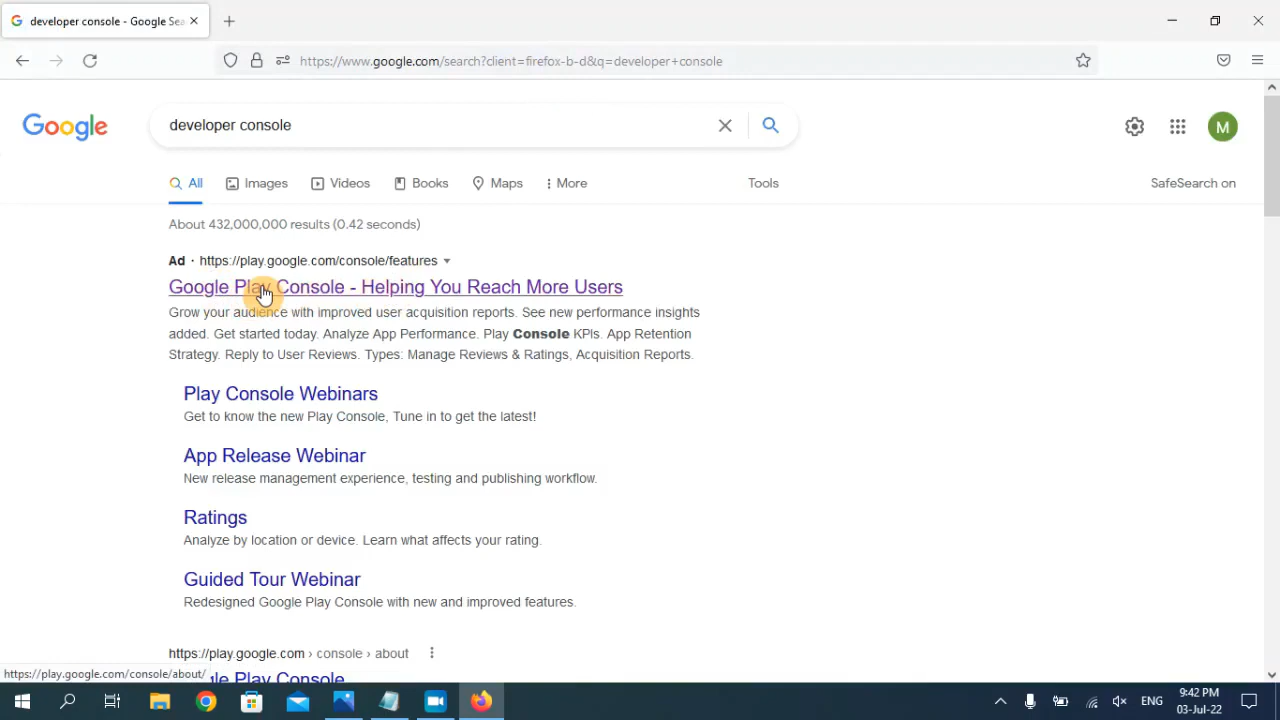 developer console - Google Sea
https://www.google.com/search?client=firefox-b-d&q=developer+console
Google
developer console
M
All
Images
Videos
Books
Maps
More
Tools
SafeSearch on
About 432,000,000 results (0.42 seconds)
Ad · https://play.google.com/console/features
Google Play Console - Helping You Reach More Users
Grow your audience with improved user acquisition reports. See new performance insights
added. Get started today. Analyze App Performance. Play Console KPIs. App Retention
Strategy. Reply to User Reviews. Types: Manage Reviews & Ratings, Acquisition Reports.
Play Console Webinars
Get to know the new Play Console, Tune in to get the latest!
App Release Webinar
New release management experience, testing and publishing workflow.
Ratings
Analyze by location or device. Learn what affects your rating.
Guided Tour Webinar
Redesigned Google Play Console with new and improved features.
https://play.google.com › console › about
https://play.google.com/console/about/
gle Play Console
ENG
9:42 PM
03-Jul-22